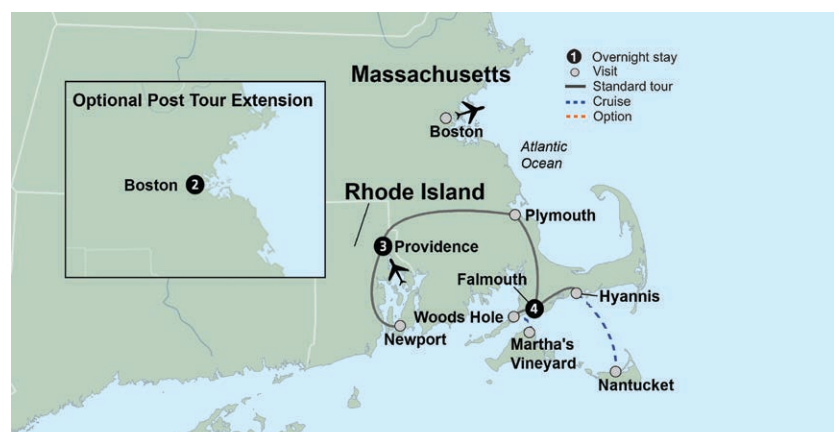 Optional Post Tour Extension
Boston 2
Massachusetts
Boston
Atlantic
Ocean
1 Overnight stay
Visit
Standard tour
Cruise
Option
Rhode Island
3 Providence
Plymouth
Falmouth
4
Hyannis
Woods Hole
Newport
Martha's
Vineyard
Nantucket